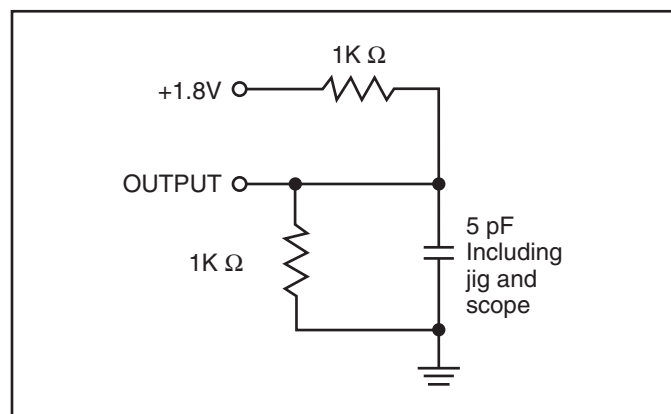 1K Ω
+1.8V
OUTPUT
1K Ω
5 pF
Including
jig and
scope